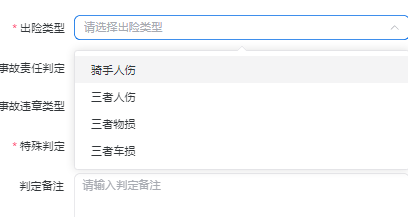 * 出险类型 请选择出险类型
骑手人伤
事故责任判定
三者人伤
事故违章类型
三者物损
* 特殊判定
三者车损
判定备注 请输入判定备注